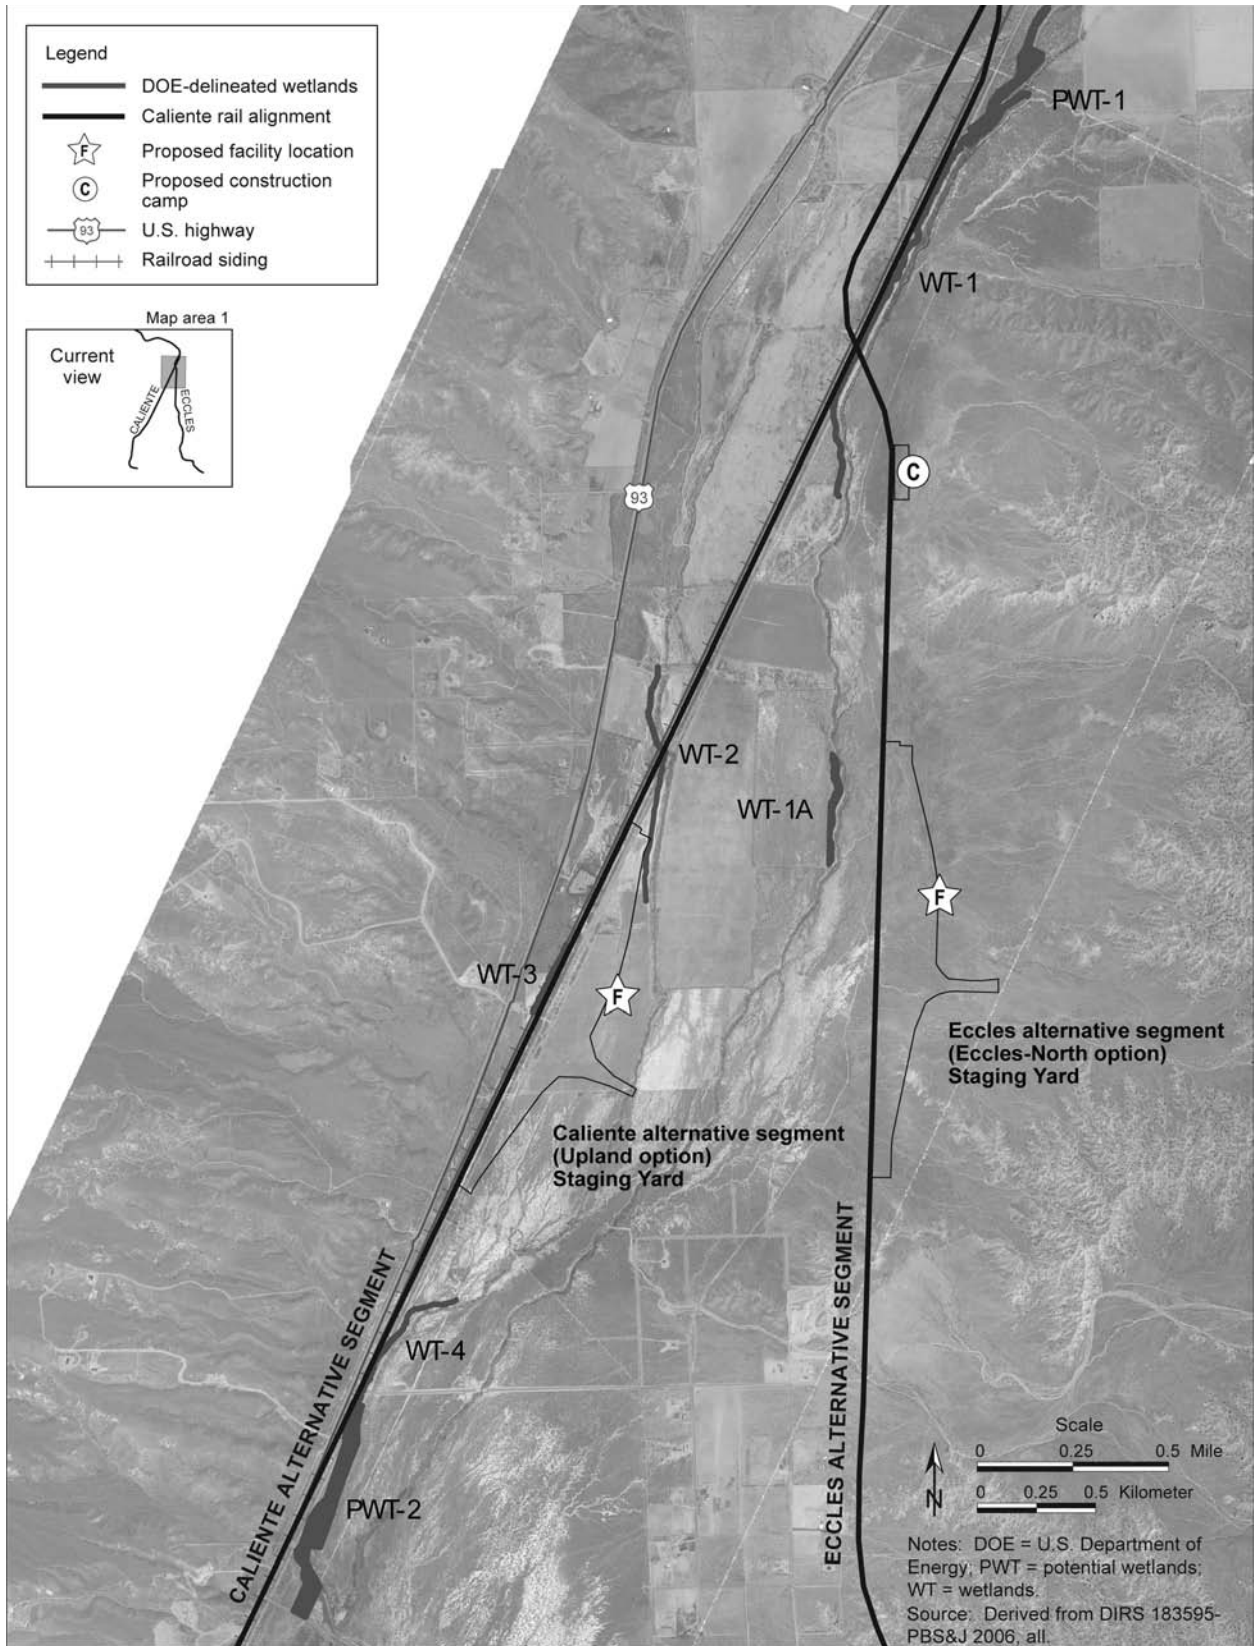 Legend
DOE-delineated wetlands
Caliente rail alignment
F
Proposed facility location
C
Proposed construction
camp
93
U.S. highway
Railroad siding
Map area 1
Current
view
CALIENTE
ECCLES
PWT-1
WT-1
C
93
WT-2
WT-1A
F
WT-3
F
Eccles alternative segment
(Eccles-North option)
Staging Yard
Caliente alternative segment
(Upland option)
Staging Yard
CALIENTE ALTERNATIVE SEGMENT
ECCLES ALTERNATIVE SEGMENT
WT-4
PWT-2
N
Scale
0 0.25 0.5 Mile
0 0.25 0.5 Kilometer
Notes: DOE = U.S. Department of
Energy; PWT = potential wetlands;
WT = wetlands.
Source: Derived from DIRS 183595-
PBS&J 2006, all.